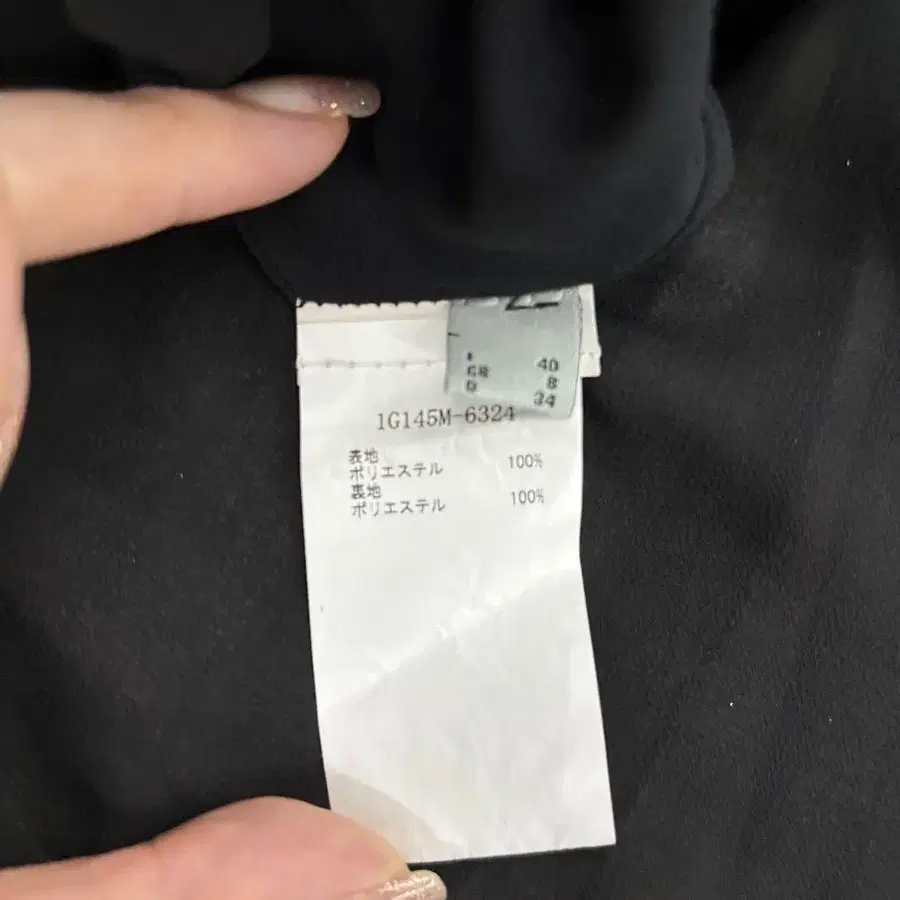 I 40
GB 8
D 34
1G145M-6324
表地
ポリエステル 100%
裏地
ポリエステル 100%